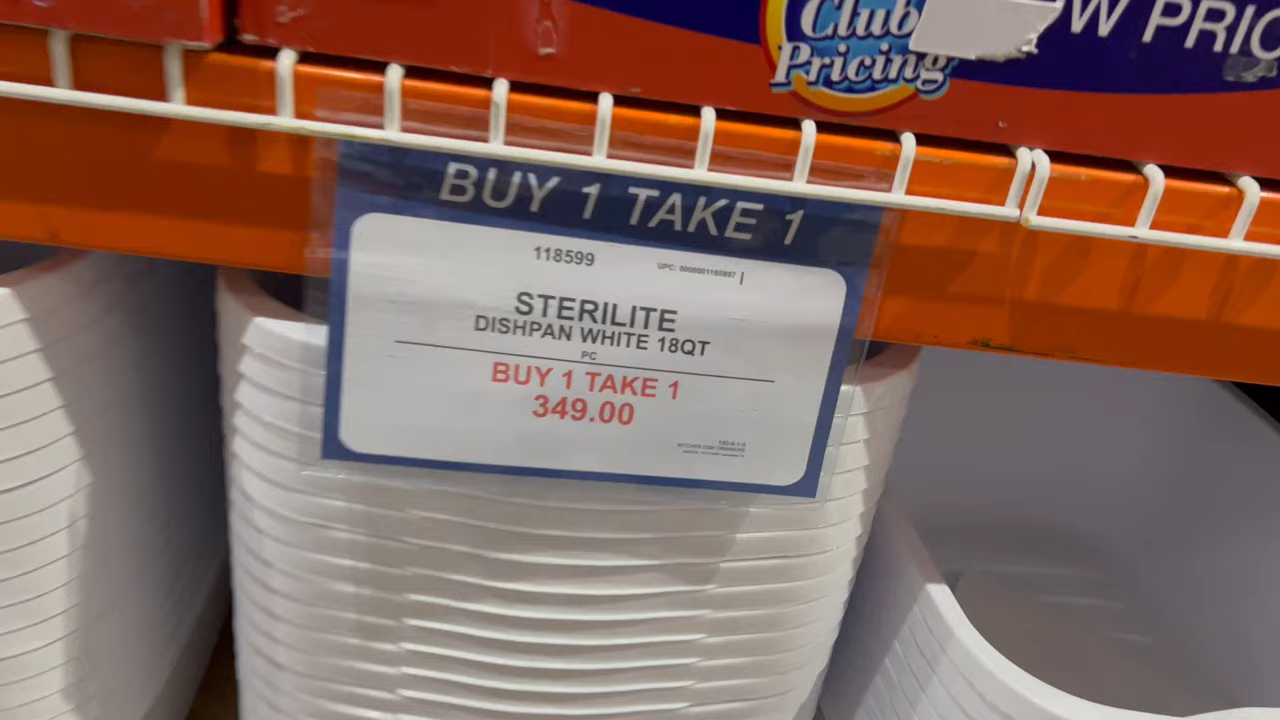 Club
Pricing
W PRIC
BUY 1 TAKE 1
118599
UPC:
STERILITE
DISHPAN WHITE 18QT
PC
BUY 1 TAKE 1
349.00